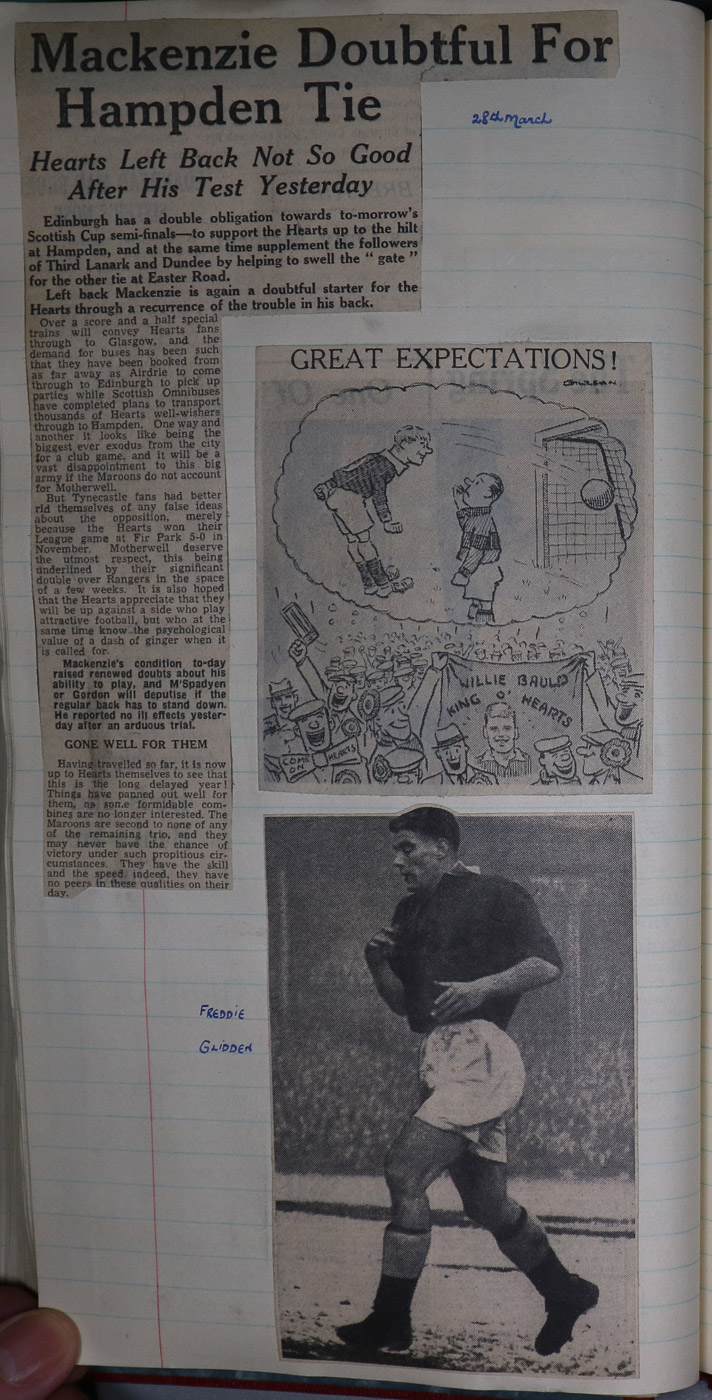 Mackenzie Doubtful For
Hampden Tie
28th March
Hearts Left Back Not So Good
After His Test Yesterday
Edinburgh has a double obligation towards to-morrow's
Scottish Cup semi-finals—to support the Hearts up to the hilt
at Hampden, and at the same time supplement the followers
of Third Lanark and Dundee by helping to swell the " gate "
for the other tie at Easter Road.
Left back Mackenzie is again a doubtful starter for the
Hearts through a recurrence of the trouble in his back.
Over a score and a half special
trains will convey Hearts fans
through to Glasgow, and the
demand for buses has been such
that they have been booked from
as far away as Airdrie to come
through to Edinburgh to pick up
parties while Scottish Omnibuses
have completed plans to transport
thousands of Hearts well-wishers
through to Hampden. One way and
another it looks like being the
biggest ever exodus from the city
for a club game, and it will be a
vast disappointment to this big
army if the Maroons do not account
for Motherwell.
But Tynecastle fans had better
rid themselves of any false ideas
about the opposition, merely
because the Hearts won their
League game at Fir Park 5-0 in
November. Motherwell deserve
the utmost respect, this being
underlined by their significant
double over Rangers in the space
of a few weeks. It is also hoped
that the Hearts appreciate that they
will be up against a side who play
attractive football, but who at the
same time know the psychological
value of a dash of ginger when it
is called for.
Mackenzie's condition to-day
raised renewed doubts about his
ability to play, and M'Spadyen
or Gordon will deputise if the
regular back has to stand down.
He reported no ill effects yester-
day after an arduous trial.
GONE WELL FOR THEM
Having travelled so far, it is now
up to Hearts themselves to see that
this is the long delayed year!
Things have panned out well for
them, as some formidable com-
bines are no longer interested. The
Maroons are second to none of any
of the remaining trio, and they
may never have the chance of
victory under such propitious cir-
cumstances. They have the skill
and the speed, indeed, they have
no peers in these qualities on their
day.
GREAT EXPECTATIONS!
WILLIE BAULD
KING O' HEARTS
COME
ON
HEARTS
FREDDIE
GLIDDEN